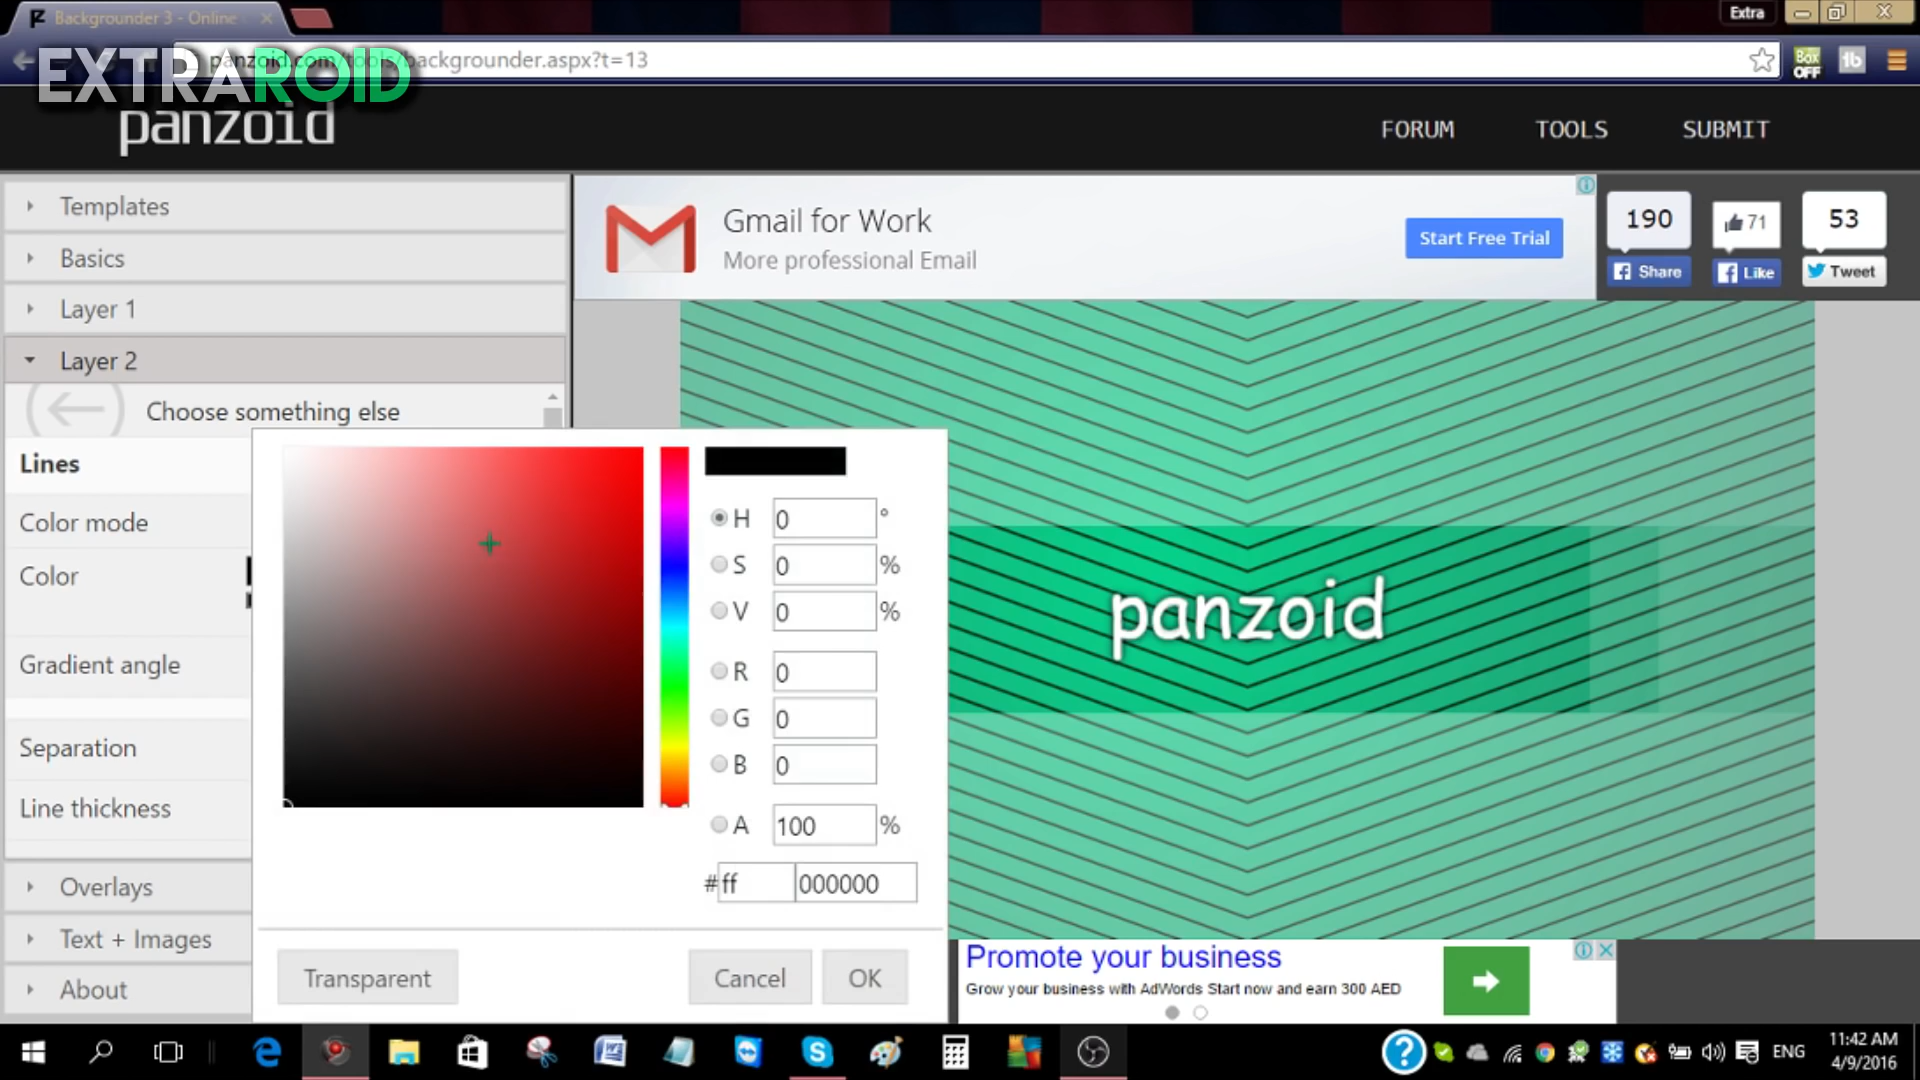 Backgrounder 3 - Online
Extra
panzoid.com/tools/backgrounder.aspx?t=13
EXTRAROID
Box
OFF
tb
panzoid
FORUM
TOOLS
SUBMIT
Templates
Basics
Layer 1
Layer 2
Choose something else
Lines
Color mode
Color
Gradient angle
Separation
Line thickness
Overlays
Text + Images
About
Gmail for Work
More professional Email
Start Free Trial
190
Share
71
Like
53
Tweet
H 0 °
S 0 %
V 0 %
R 0
G 0
B 0
A 100 %
# ff 000000
Transparent
Cancel
OK
panzoid
Promote your business
Grow your business with AdWords Start now and earn 300 AED
ENG
11:42 AM
4/9/2016